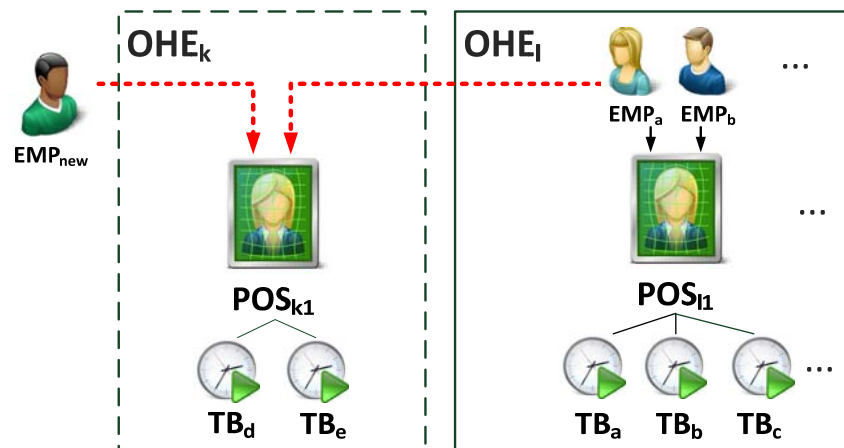 OHEk
OHEl
...
EMPnew
EMPa
EMPb
...
POSk1
POSl1
...
TBd
TBe
TBa
TBb
TBc